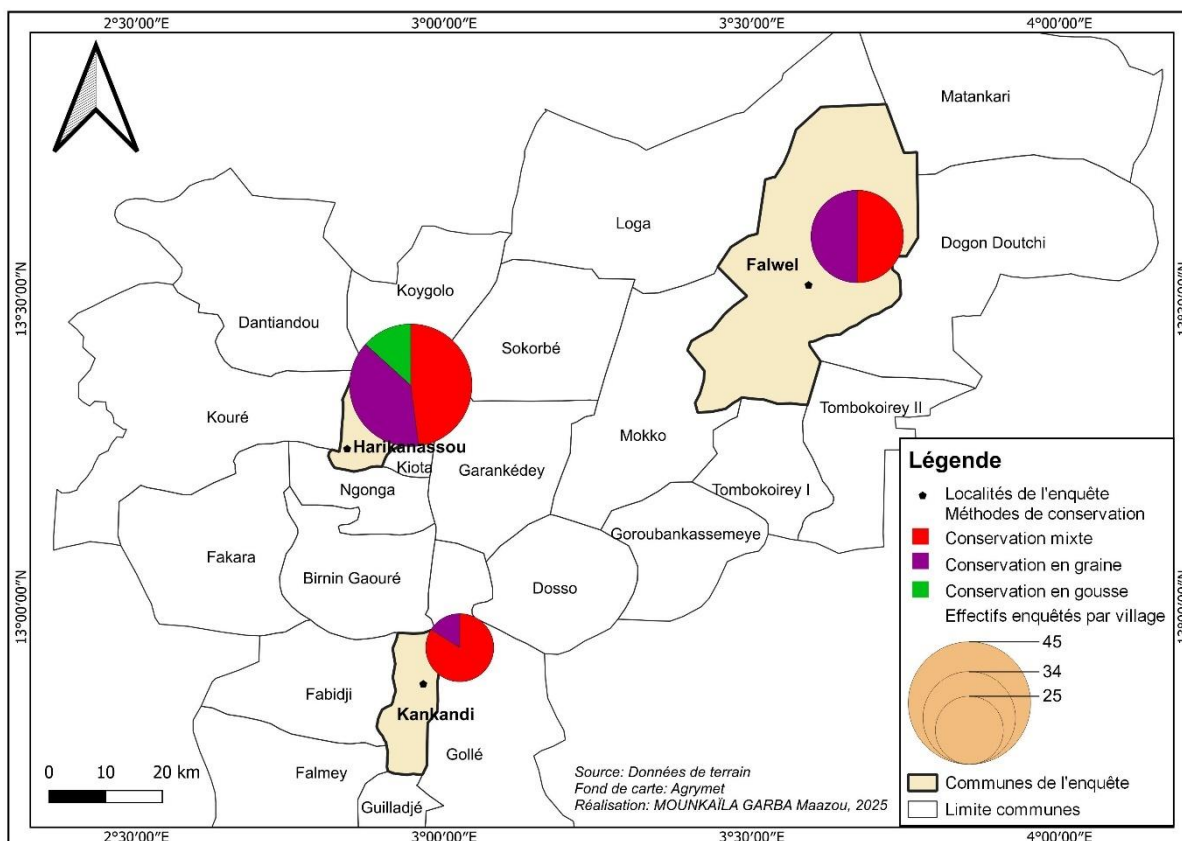 2°30′00″E 3°00′00″E 3°30′00″E 4°00′00″E
Matankari
Loga
Dogon Doutchi
Falwel
Koygolo
13°30′00″N
Dantiandou
Sokorbé
Kouré
Tombokoirey II
Mokko
Harikanassou
Kiota
Garankédey
Ngonga
Tombokoirey I
Goroubankassemeye
Fakara
Birnin Gaouré
Dosso
13°00′00″N
Fabidji
Kankandi
Gollé
Falmey
Guilladjé
0 10 20 km
Source: Données de terrain
Fond de carte: Agrymet
Réalisation: MOUNKAÏLA GARBA Maazou, 2025
Légende
Localités de l'enquête
Méthodes de conservation
Conservation mixte
Conservation en graine
Conservation en gousse
Effectifs enquêtés par village
45
34
25
Communes de l'enquête
Limite communes
2°30′00″E 3°00′00″E 3°30′00″E 4°00′00″E